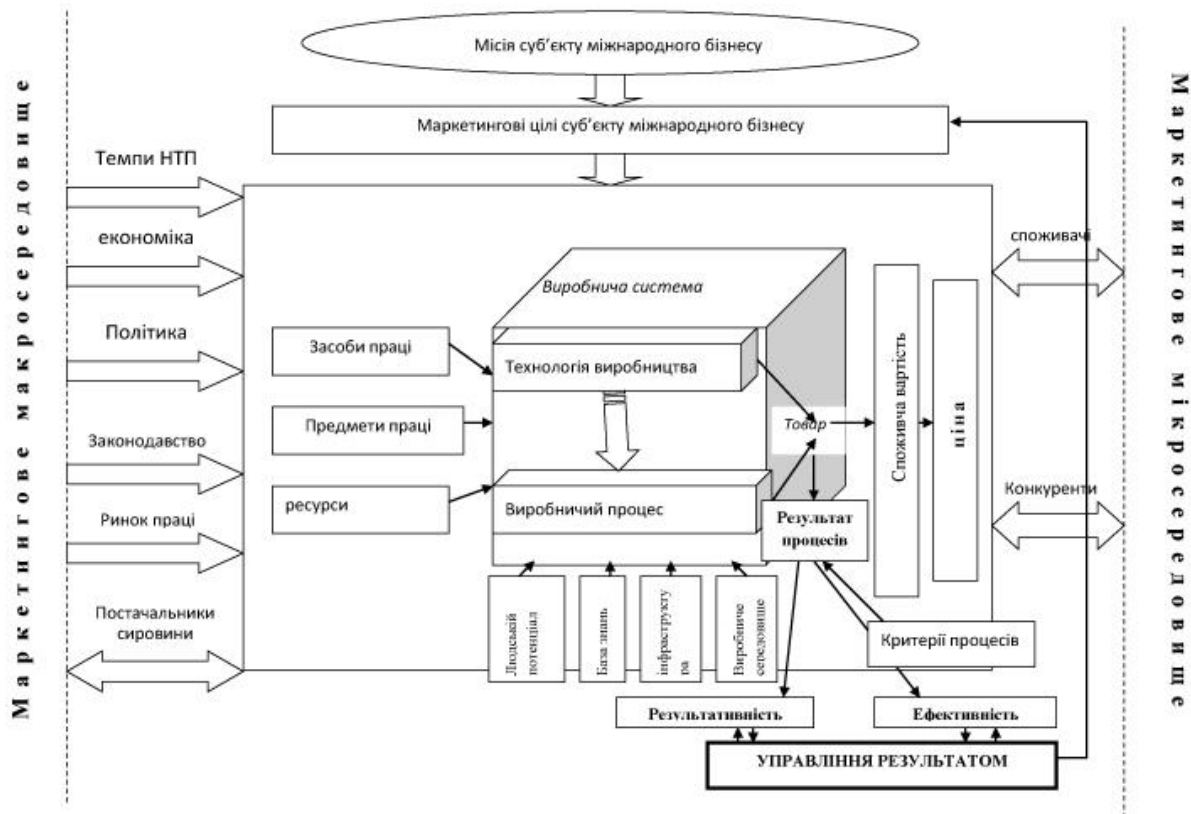 Місія суб’єкту міжнародного бізнесу
Маркетингові цілі суб’єкту міжнародного бізнесу
Маркетингове макросередовище
Темпи НТП
економіка
Політика
Законодавство
Ринок праці
Постачальники
сировини
Засоби праці
Предмети праці
ресурси
Виробнича система
Технологія виробництва
Виробничий процес
Товар
Результат
процесів
Споживча вартість
ціна
Людській
потенціал
База знань
інфраструкту
ра
Виробниче
середовище
Критерії процесів
Результативність
Ефективність
УПРАВЛІННЯ РЕЗУЛЬТАТОМ
споживачі
Конкуренти
Маркетингове мікросередовище